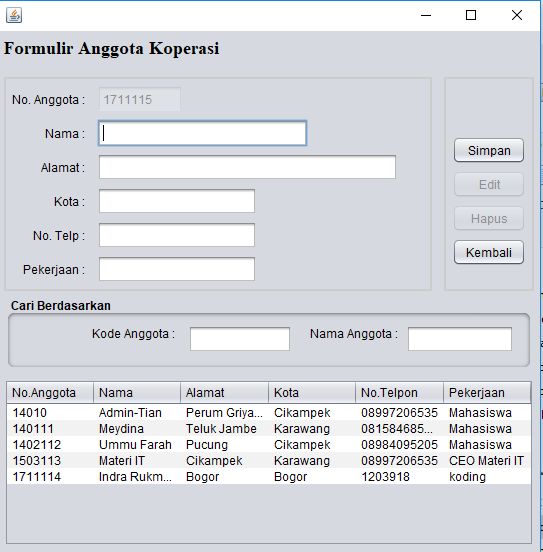 Formulir Anggota Koperasi
No. Anggota : 1711115
Nama :
Alamat :
Kota :
No. Telp :
Pekerjaan :
Simpan
Edit
Hapus
Kembali
Cari Berdasarkan
Kode Anggota : Nama Anggota :
No.Anggota Nama Alamat Kota No.Telpon Pekerjaan
14010 Admin-Tian Perum Griya... Cikampek 08997206535 Mahasiswa
140111 Meydina Teluk Jambe Karawang 081584685... Mahasiswa
1402112 Ummu Farah Pucung Cikampek 08984095205 Mahasiswa
1503113 Materi IT Cikampek Karawang 08997206535 CEO Materi IT
1711114 Indra Rukm... Bogor Bogor 1203918 koding